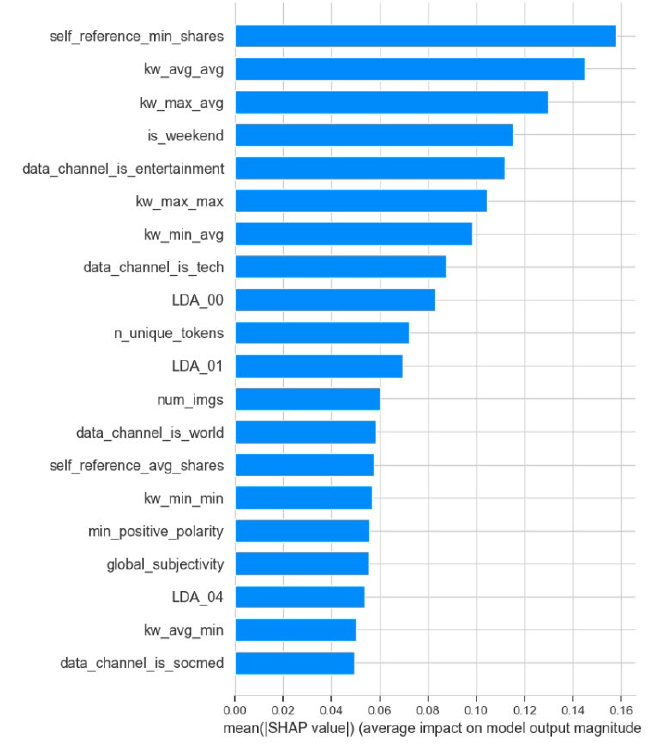 self_reference_min_shares
kw_avg_avg
kw_max_avg
is_weekend
data_channel_is_entertainment
kw_max_max
kw_min_avg
data_channel_is_tech
LDA_00
n_unique_tokens
LDA_01
num_imgs
data_channel_is_world
self_reference_avg_shares
kw_min_min
min_positive_polarity
global_subjectivity
LDA_04
kw_avg_min
data_channel_is_socmed
0.00 0.02 0.04 0.06 0.08 0.10 0.12 0.14 0.16
mean(|SHAP value|) (average impact on model output magnitude